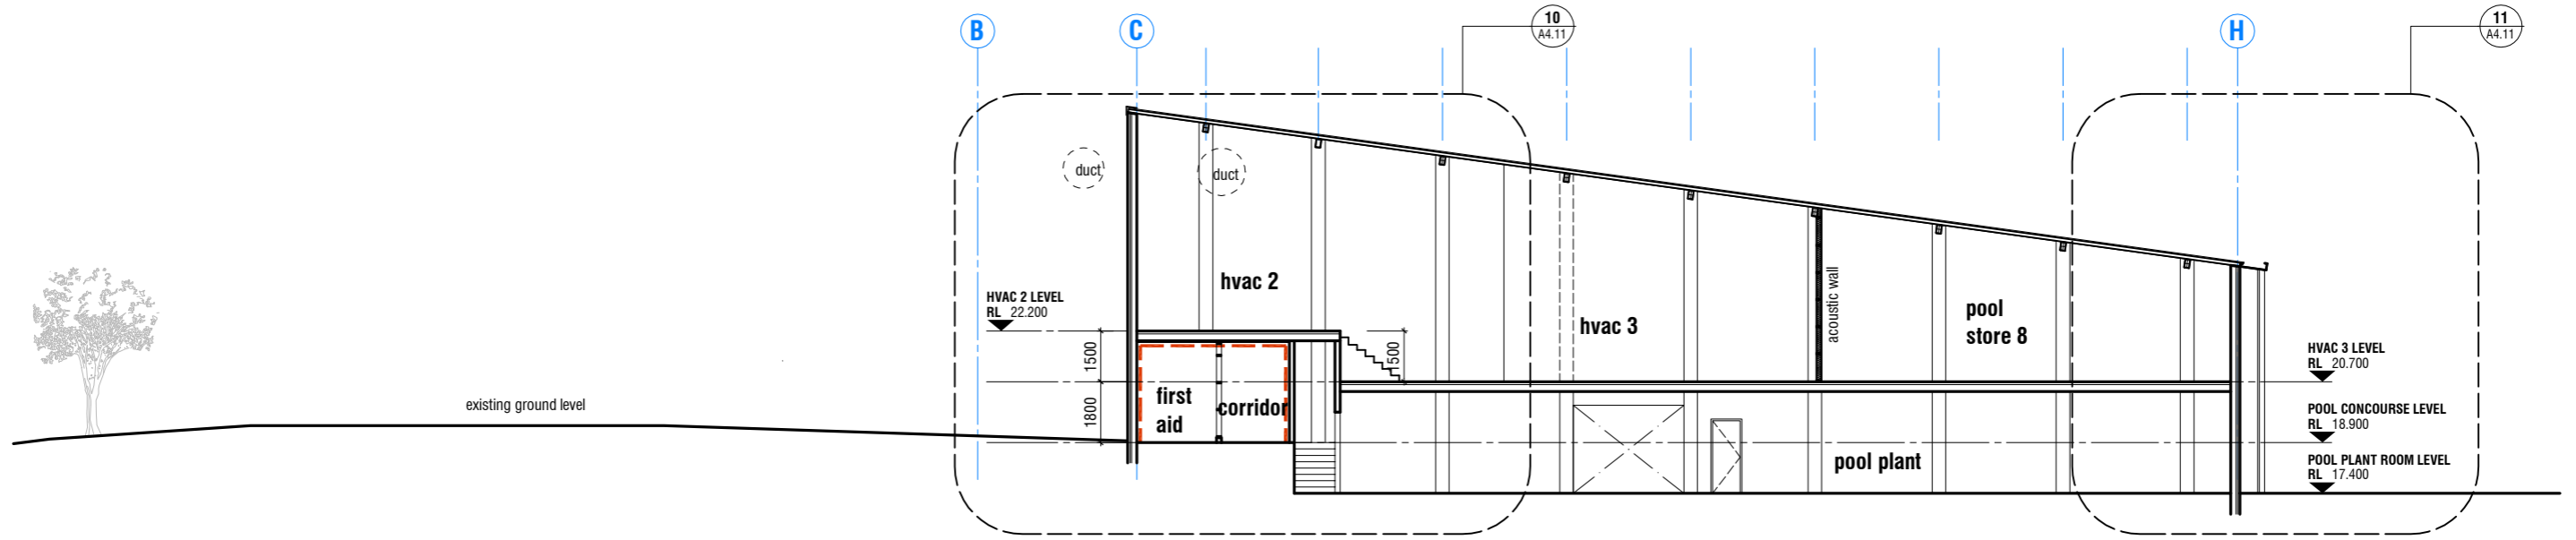 B
C
10
A4.11
H
11
A4.11
duct
duct
hvac 2
HVAC 2 LEVEL
RL 22.200
hvac 3
acoustic wall
pool
store 8
1500
1500
HVAC 3 LEVEL
RL 20.700
existing ground level
1800
first
aid
corridor
POOL CONCOURSE LEVEL
RL 18.900
pool plant
POOL PLANT ROOM LEVEL
RL 17.400